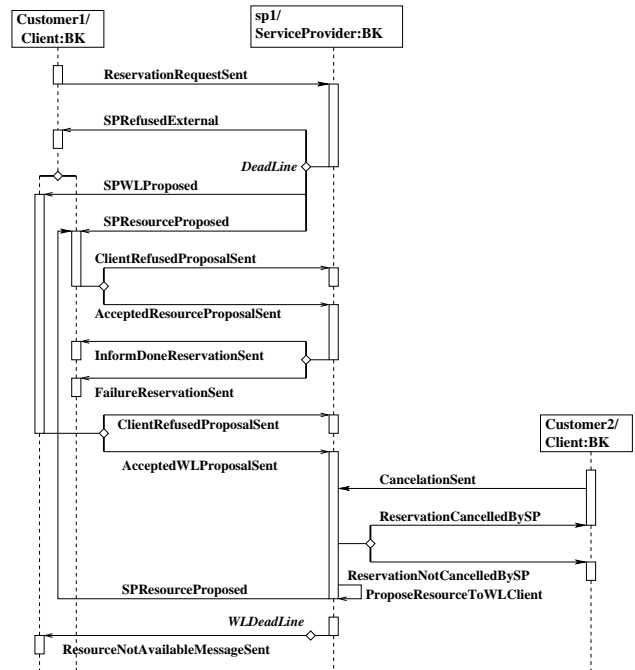 Customer1/
Client:BK
sp1/
ServiceProvider:BK
ReservationRequestSent
SPRefusedExternal
DeadLine
SPWLProposed
SPResourceProposed
ClientRefusedProposalSent
AcceptedResourceProposalSent
InformDoneReservationSent
FailureReservationSent
ClientRefusedProposalSent
Customer2/
Client:BK
AcceptedWLProposalSent
CancelationSent
ReservationCancelledBySP
ReservationNotCancelledBySP
SPResourceProposed
ProposeResourceToWLClient
WLDeadLine
ResourceNotAvailableMessageSent